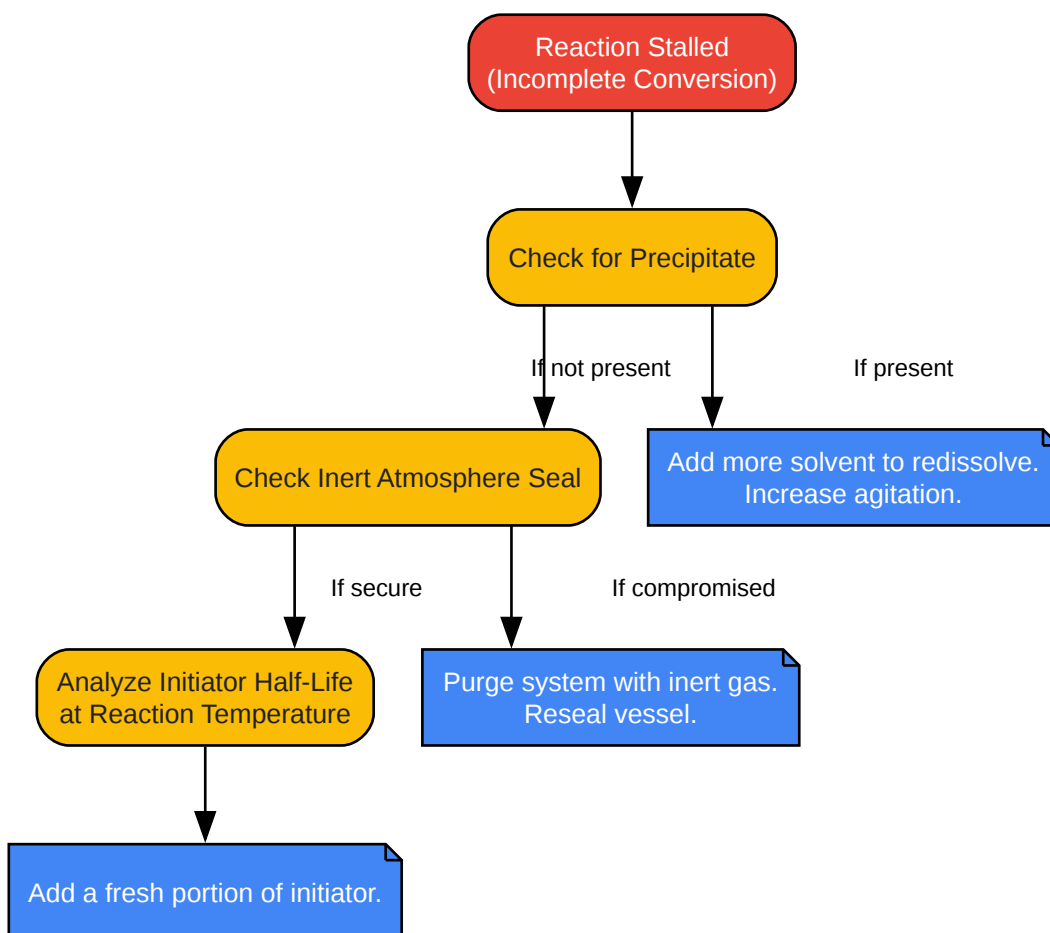 Reaction Stalled
(Incomplete Conversion)
Check for Precipitate
If not present
If present
Check Inert Atmosphere Seal
Add more solvent to redissolve.
Increase agitation.
If secure
If compromised
Analyze Initiator Half-Life
at Reaction Temperature
Purge system with inert gas.
Reseal vessel.
Add a fresh portion of initiator.